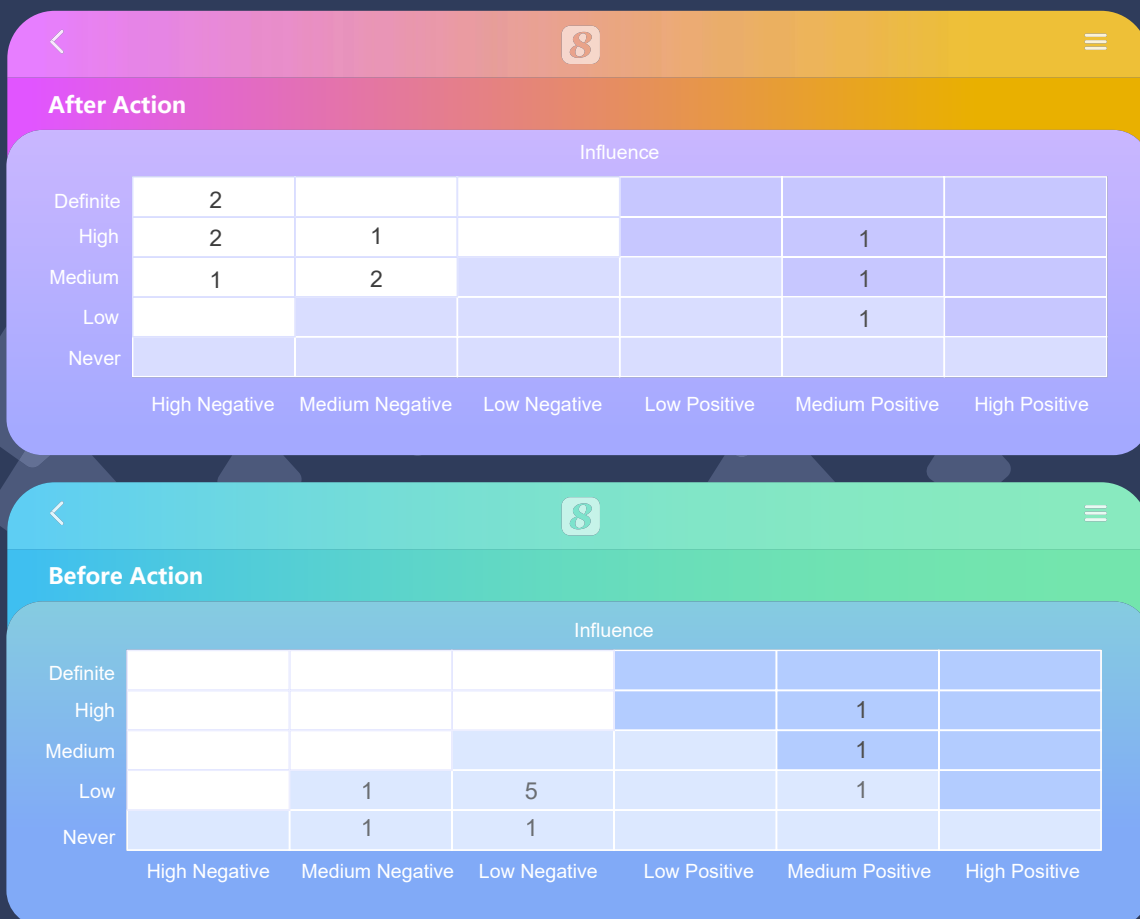 8
After Action
Influence
Definite 2
High 2 1 1
Medium 1 2 1
Low 1
Never
High Negative Medium Negative Low Negative Low Positive Medium Positive High Positive
8
Before Action
Influence
Definite
High 1
Medium 1
Low 1 5 1
Never 1 1
High Negative Medium Negative Low Negative Low Positive Medium Positive High Positive